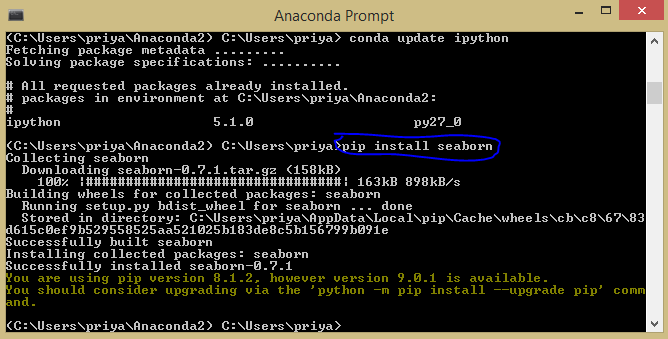 Anaconda Prompt
(C:\Users\priya\Anaconda2) C:\Users\priya> conda update ipython
Fetching package metadata .........
Solving package specifications: ..........
# All requested packages already installed.
# packages in environment at C:\Users\priya\Anaconda2:
#
ipython 5.1.0 py27_0
(C:\Users\priya\Anaconda2) C:\Users\priya>pip install seaborn
Collecting seaborn
Downloading seaborn-0.7.1.tar.gz (158kB)
100% |################################| 163kB 898kB/s
Building wheels for collected packages: seaborn
Running setup.py bdist_wheel for seaborn ... done
Stored in directory: C:\Users\priya\AppData\Local\pip\Cache\wheels\cb\c8\67\83
d615c0ef9b529558525aa521025b183de8c5b156799b091e
Successfully built seaborn
Installing collected packages: seaborn
Successfully installed seaborn-0.7.1
You are using pip version 8.1.2, however version 9.0.1 is available.
You should consider upgrading via the 'python -m pip install --upgrade pip' comm
and.
(C:\Users\priya\Anaconda2) C:\Users\priya>